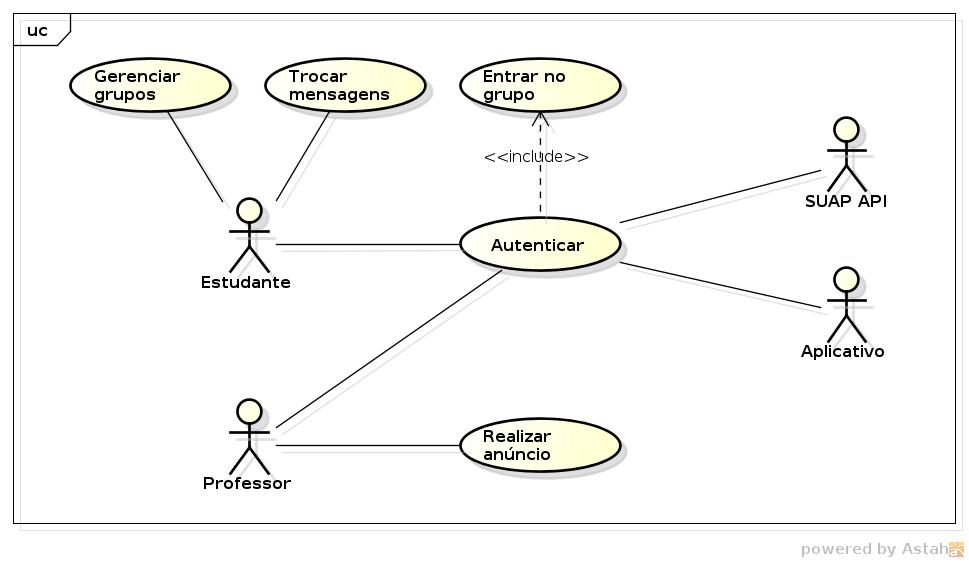 uc
Gerenciar
grupos
Trocar
mensagens
Entrar no
grupo
<<include>>
SUAP API
Autenticar
Estudante
Aplicativo
Realizar
anúncio
Professor
powered by Astah